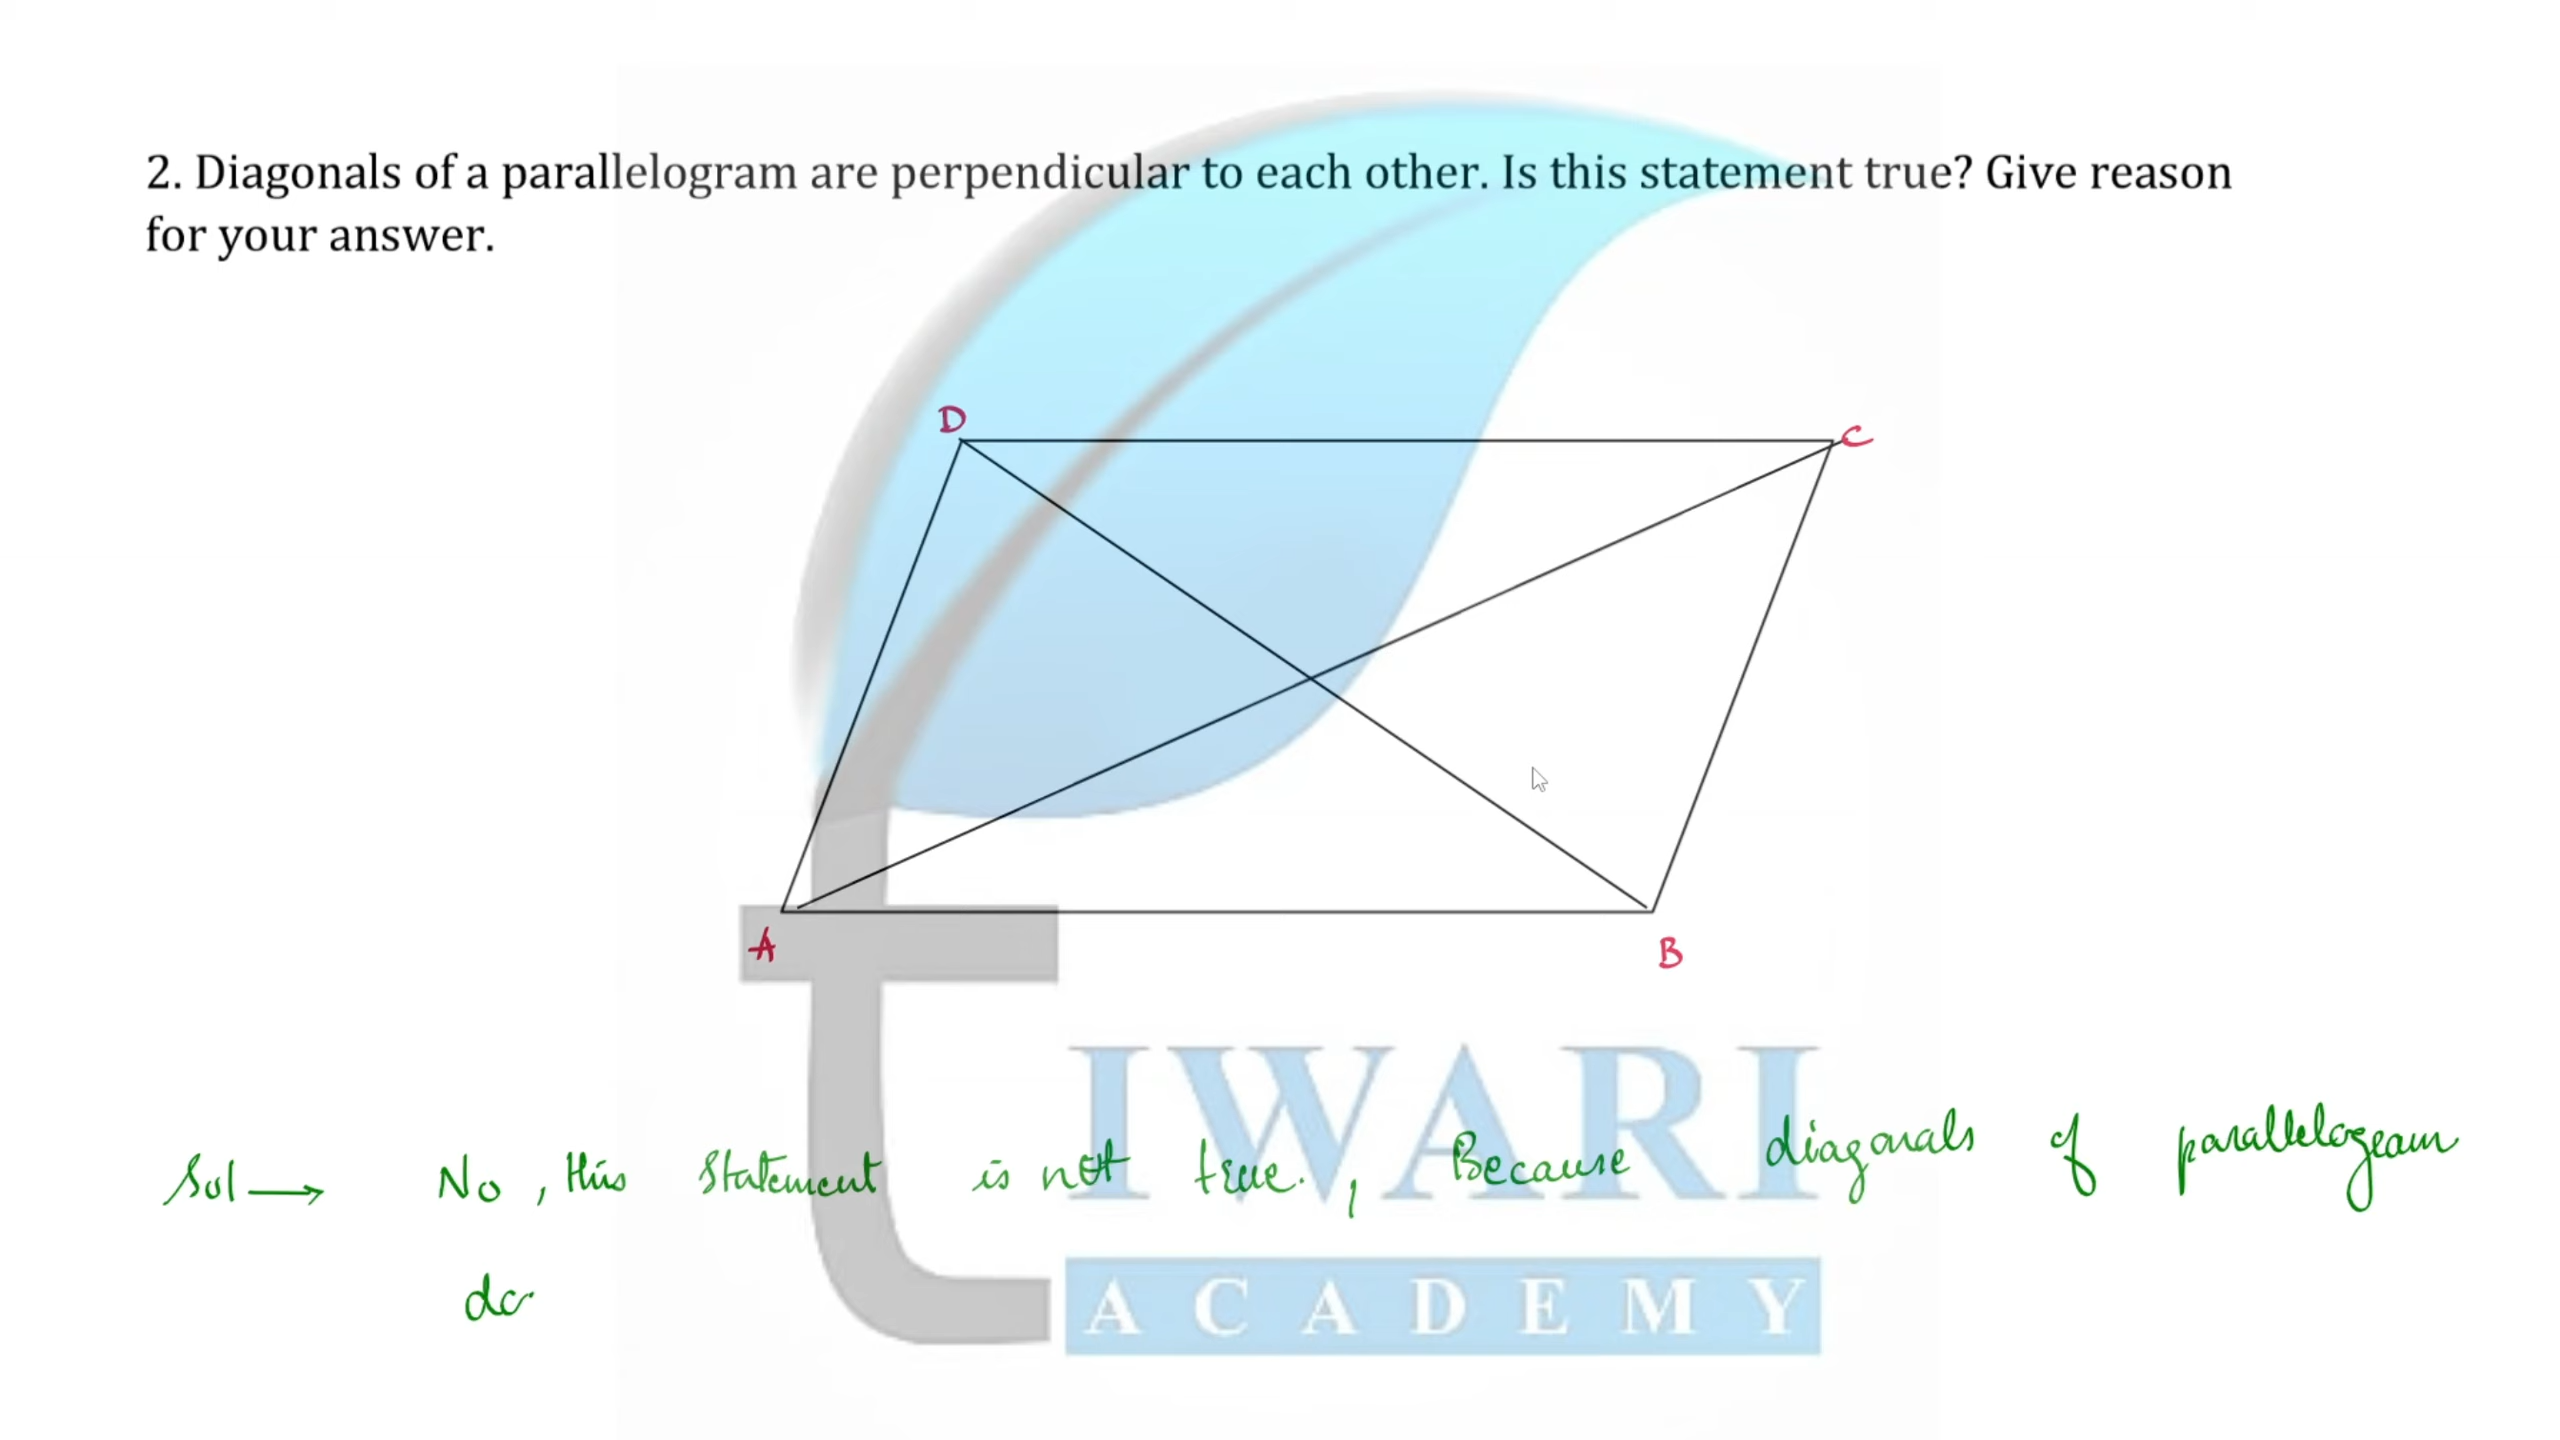 2. Diagonals of a parallelogram are perpendicular to each other. Is this statement true? Give reason
for your answer.
D
C
A
B
IWARI
Sol → No, this statement is not true., Because diagonals of parallelogram
do
ACADEMY